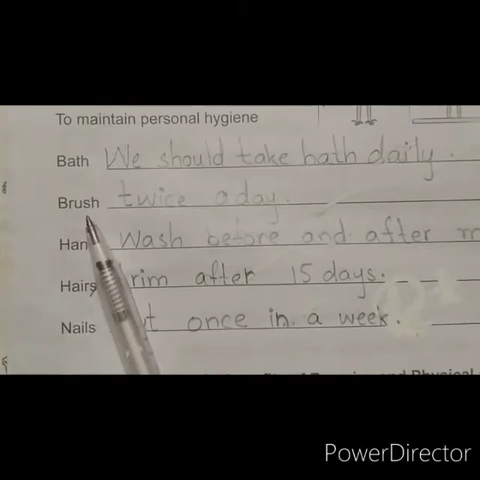 To maintain personal hygiene
Bath We should take bath daily.
Brush twice a day.
Wash before and after
Hairs after 15 days.
Nails once in a week.
PowerDirector